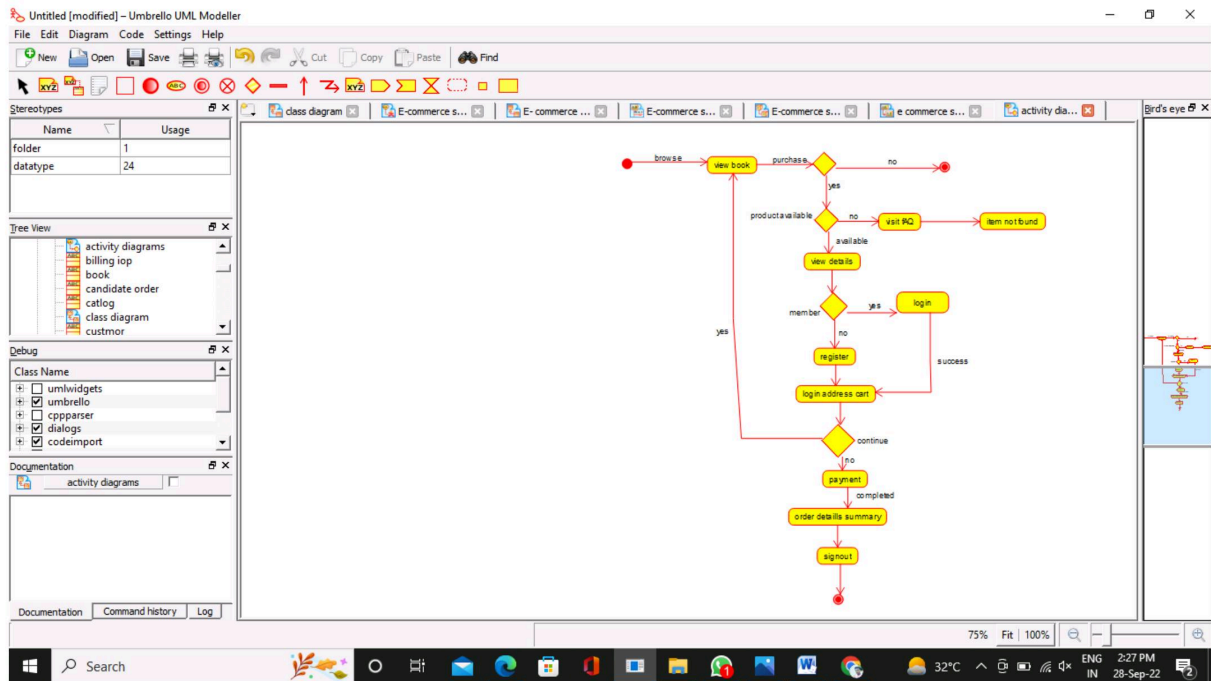 Untitled [modified] – Umbrello UML Modeller
File Edit Diagram Code Settings Help
New Open Save Cut Copy Paste Find
XYZ ABC XYZ
Stereotypes
Name Usage
folder 1
datatype 24
Tree View
activity diagrams
billing iop
book
candidate order
catlog
class diagram
custmor
Debug
Class Name
umlwidgets
umbrello
cppparser
dialogs
codeimport
Documentation
activity diagrams
Documentation Command history Log
class diagram E-commerce s... E- commerce ... E-commerce s... E-commerce s... e commerce s... activity dia...
Bird's eye
browse view book purchase no
yes
product available no visit FAQ item not found
available
view details
member yes login
yes no
register success
login address cart
continue
no
payment
completed
order detaills summary
signout
75% Fit 100%
Search 32°C ENG IN 2:27 PM 28-Sep-22